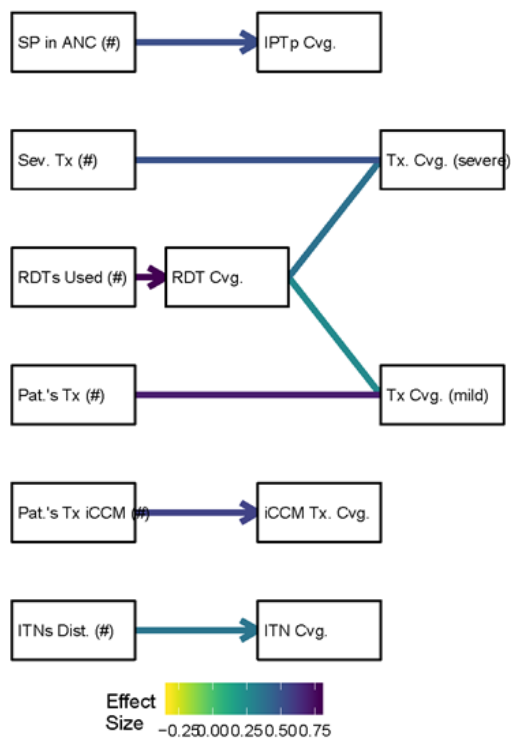 SP in ANC (#) IPTp Cvg.
Sev. Tx (#) Tx. Cvg. (severe)
RDTs Used (#) RDT Cvg.
Pat.'s Tx (#) Tx Cvg. (mild)
Pat.'s Tx iCCM (#) iCCM Tx. Cvg.
ITNs Dist. (#) ITN Cvg.
Effect
Size
−0.25 0.00 0.25 0.50 0.75